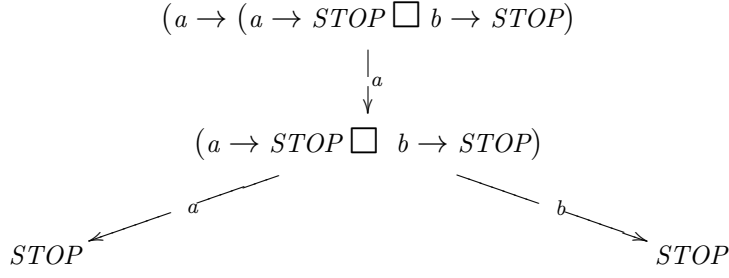 (a → (a → STOP □ b → STOP)
a
(a → STOP □ b → STOP)
a b
STOP STOP